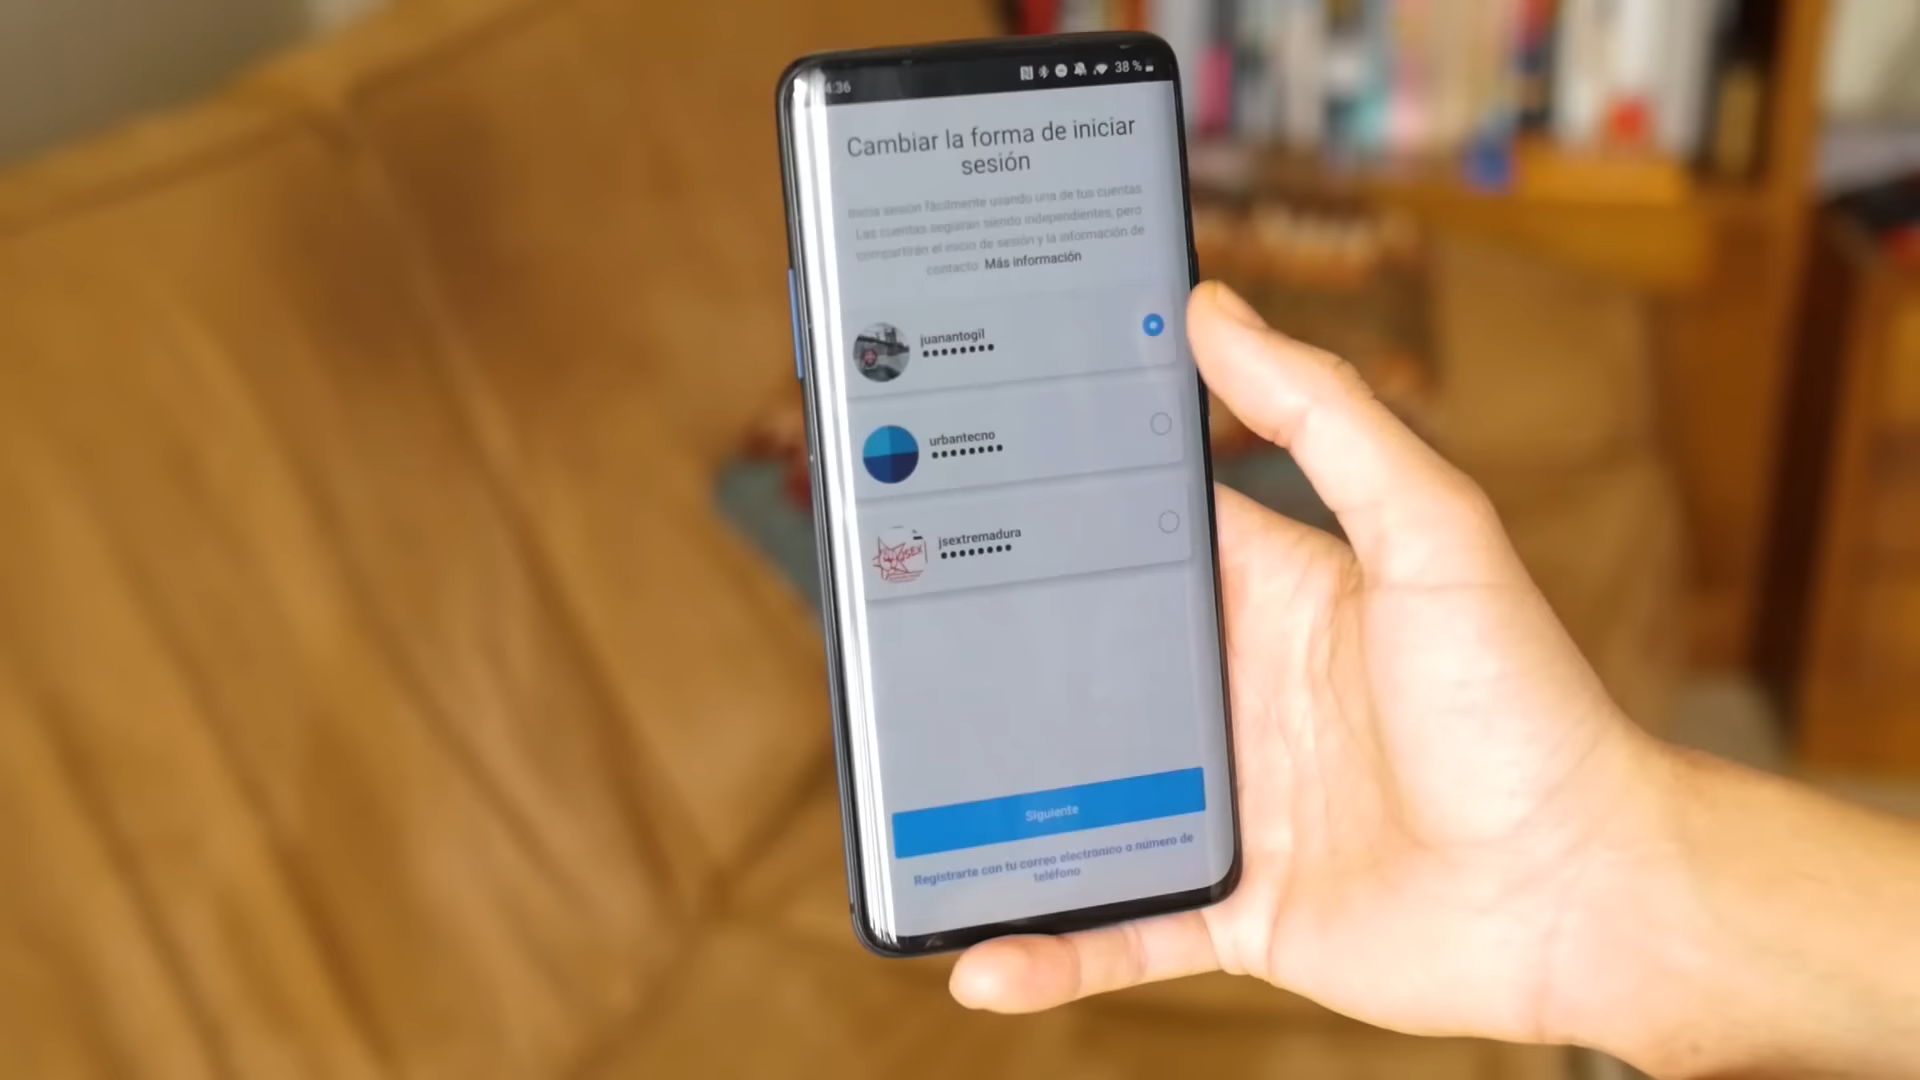 4:36 38 %
Cambiar la forma de iniciar
sesión
Inicia sesión fácilmente usando una de tus cuentas.
Las cuentas seguirán siendo independientes, pero
compartirán el inicio de sesión y la información de
contacto. Más información
juanantogil
••••••••
urbantecno
••••••••
JSEX
jsextremadura
••••••••
Siguiente
Registrarte con tu correo electrónico o número de
teléfono